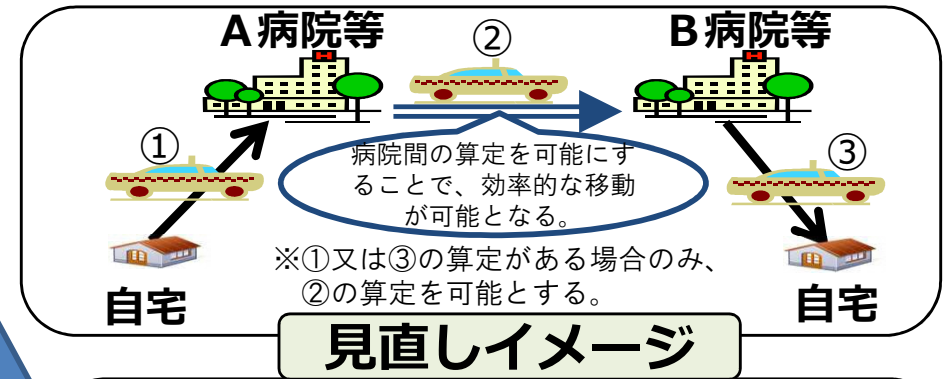 A病院等
②
B病院等
①
病院間の算定を可能にす
ることで、効率的な移動
が可能となる。
③
※①又は③の算定がある場合のみ、
②の算定を可能とする。
自宅
自宅
見直しイメージ